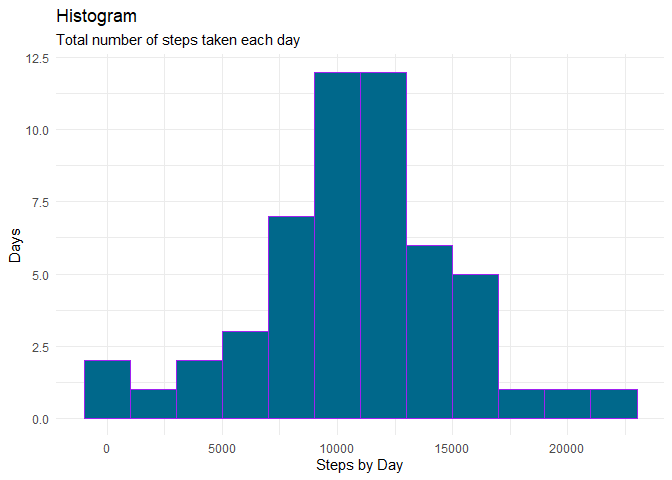 Histogram
Total number of steps taken each day
12.5
10.0
7.5
5.0
2.5
0.0
Days
0 5000 10000 15000 20000
Steps by Day